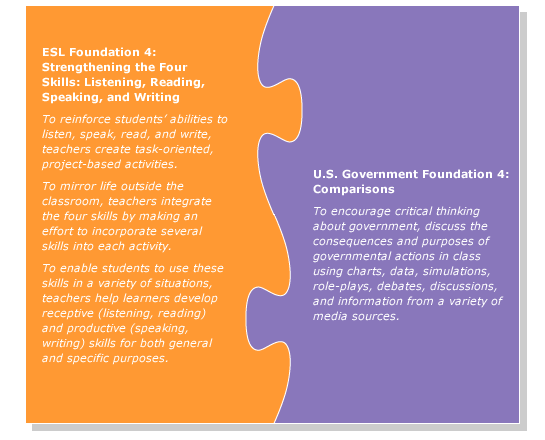 ESL Foundation 4:
Strengthening the Four
Skills: Listening, Reading,
Speaking, and Writing
To reinforce students’ abilities to
listen, speak, read, and write,
teachers create task-oriented,
project-based activities.
To mirror life outside the
classroom, teachers integrate
the four skills by making an
effort to incorporate several
skills into each activity.
To enable students to use these
skills in a variety of situations,
teachers help learners develop
receptive (listening, reading)
and productive (speaking,
writing) skills for both general
and specific purposes.
U.S. Government Foundation 4:
Comparisons
To encourage critical thinking
about government, discuss the
consequences and purposes of
governmental actions in class
using charts, data, simulations,
role-plays, debates, discussions,
and information from a variety of
media sources.